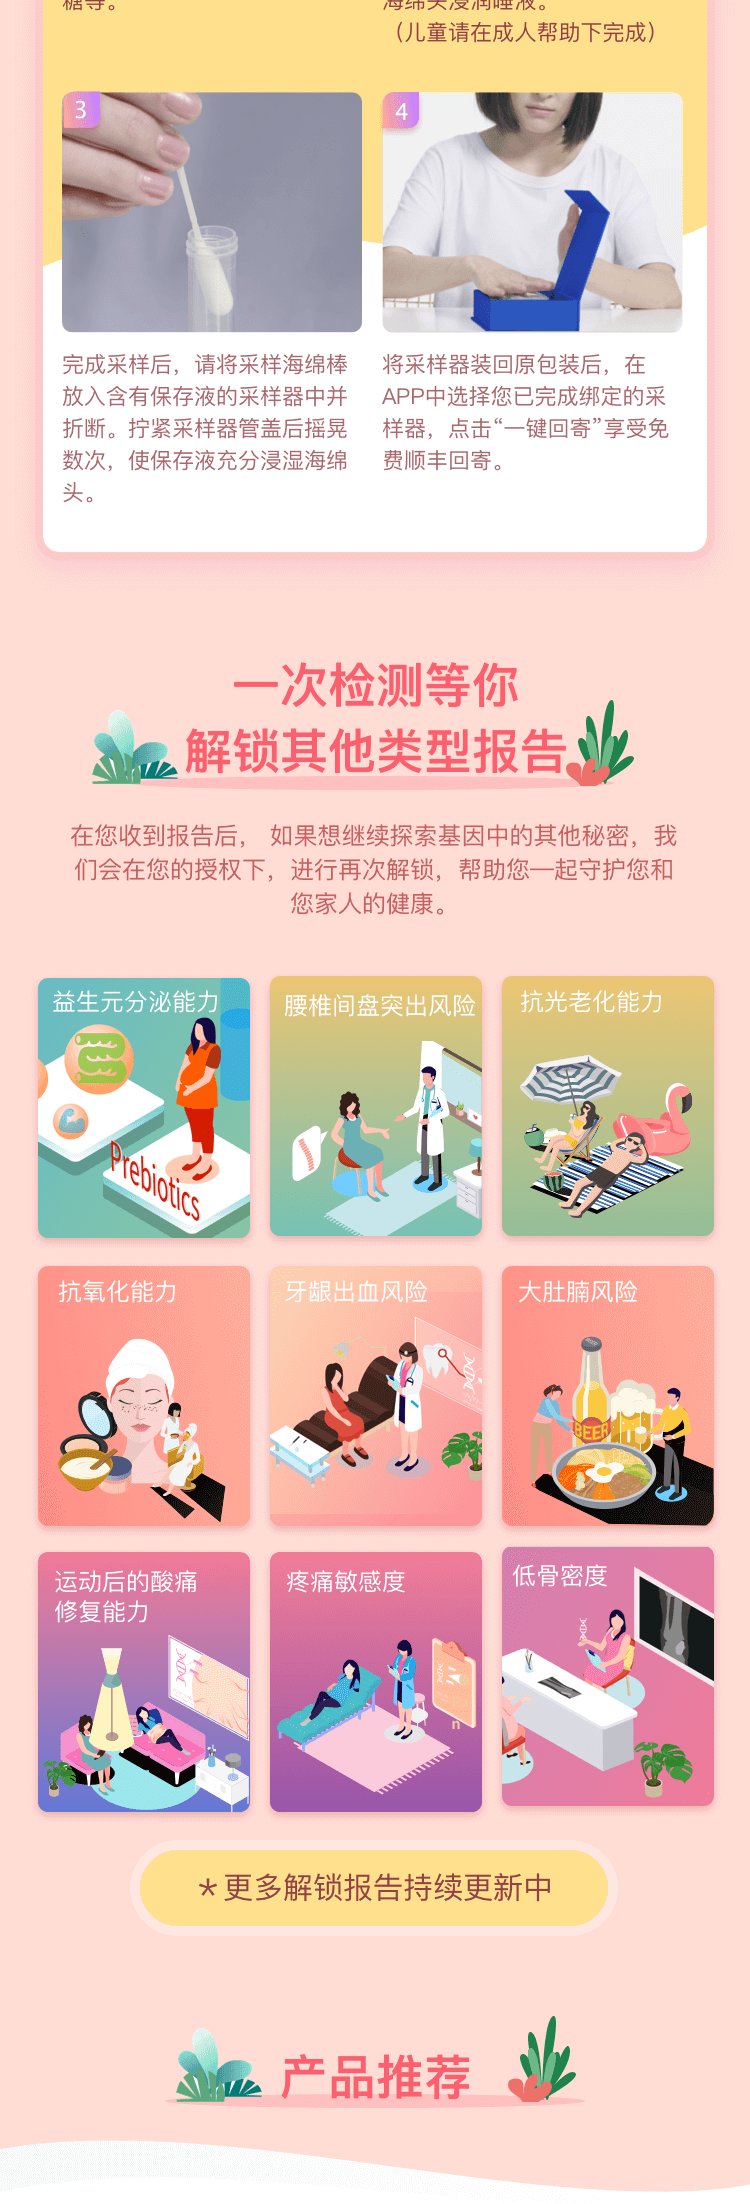 糖等。
海绵头浸润唾液。
（儿童请在成人帮助下完成）
3
完成采样后，请将采样海绵棒
放入含有保存液的采样器中并
折断。拧紧采样器管盖后摇晃
数次，使保存液充分浸湿海绵
头。
4
将采样器装回原包装后，在
APP中选择您已完成绑定的采
样器，点击“一键回寄”享受免
费顺丰回寄。
一次检测等你
解锁其他类型报告
在您收到报告后， 如果想继续探索基因中的其他秘密，我
们会在您的授权下，进行再次解锁，帮助您一起守护您和
您家人的健康。
益生元分泌能力
Prebiotics
腰椎间盘突出风险
抗光老化能力
抗氧化能力
牙龈出血风险
大肚腩风险
BEER
运动后的酸痛
修复能力
疼痛敏感度
n
低骨密度
＊更多解锁报告持续更新中
产品推荐